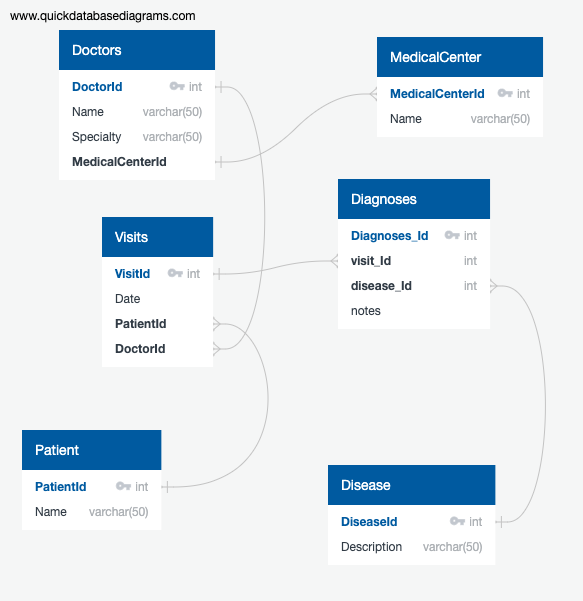 www.quickdatabasediagrams.com
Doctors
DoctorId int
Name varchar(50)
Specialty varchar(50)
MedicalCenterId
MedicalCenter
MedicalCenterId int
Name varchar(50)
Diagnoses
Diagnoses_Id int
visit_Id int
disease_Id int
notes
Visits
VisitId int
Date
PatientId
DoctorId
Patient
PatientId int
Name varchar(50)
Disease
DiseaseId int
Description varchar(50)